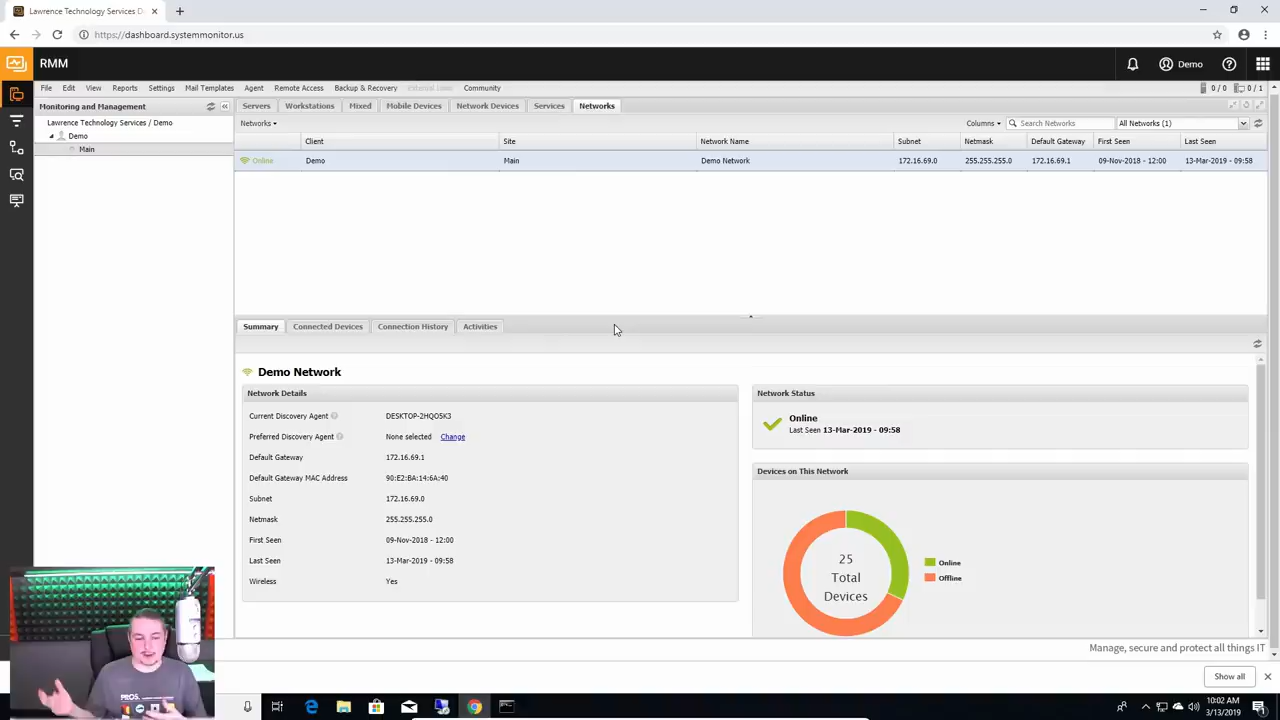 Lawrence Technology Services D
https://dashboard.systemmonitor.us
RMM
Demo
File Edit View Reports Settings Mail Templates Agent Remote Access Backup & Recovery External Links Community
0 / 0 0 / 1
Monitoring and Management
Servers Workstations Mixed Mobile Devices Network Devices Services Networks
Lawrence Technology Services / Demo
Demo
Main
Networks Columns Search Networks All Networks (1)
Client Site Network Name Subnet Netmask Default Gateway First Seen Last Seen
Online Demo Main Demo Network 172.16.69.0 255.255.255.0 172.16.69.1 09-Nov-2018 - 12:00 13-Mar-2019 - 09:58
Summary Connected Devices Connection History Activities
Demo Network
Network Details
Current Discovery Agent DESKTOP-2HQO5K3
Preferred Discovery Agent None selected Change
Default Gateway 172.16.69.1
Default Gateway MAC Address 90:E2:BA:14:6A:40
Subnet 172.16.69.0
Netmask 255.255.255.0
First Seen 09-Nov-2018 - 12:00
Last Seen 13-Mar-2019 - 09:58
Wireless Yes
Network Status
Online
Last Seen 13-Mar-2019 - 09:58
Devices on This Network
25
Total
Devices
Online
Offline
Manage, secure and protect all things IT
Show all
PROS.
10:02 AM
3/13/2019